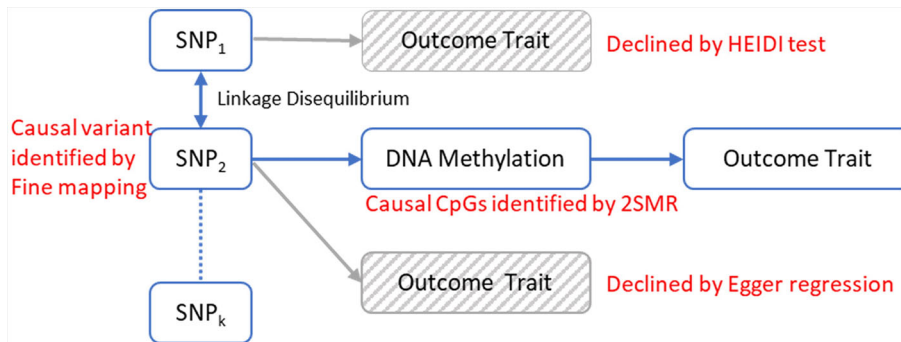 SNP₁
Outcome Trait
Declined by HEIDI test
Linkage Disequilibrium
Causal variant
identified by
Fine mapping
SNP₂
DNA Methylation
Outcome Trait
Causal CpGs identified by 2SMR
Outcome Trait
Declined by Egger regression
SNPₖ